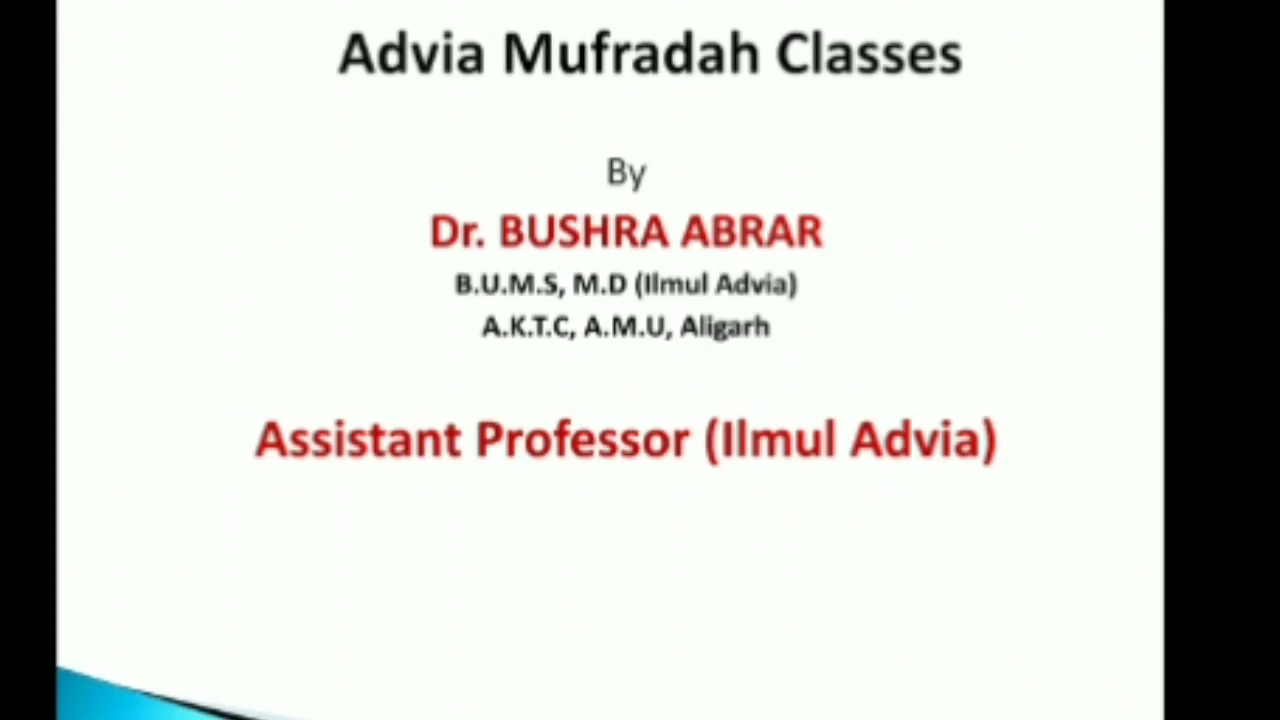 Advia Mufradah Classes
By
Dr. BUSHRA ABRAR
B.U.M.S, M.D (Ilmul Advia)
A.K.T.C, A.M.U, Aligarh
Assistant Professor (Ilmul Advia)